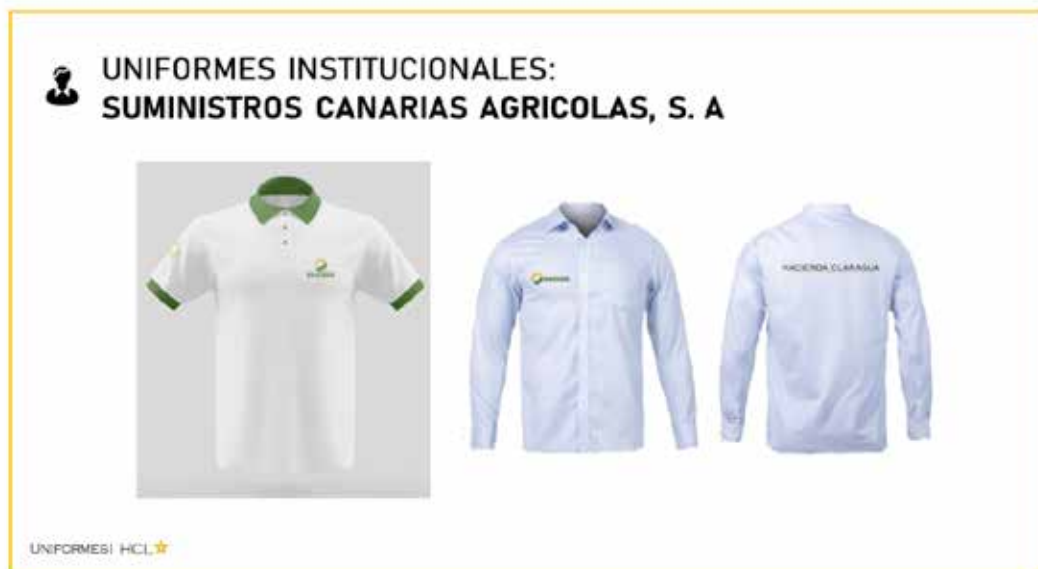 UNIFORMES INSTITUCIONALES:
SUMINISTROS CANARIAS AGRICOLAS, S. A
HACIENDA CLARAGUA
UNIFORMES| HCL